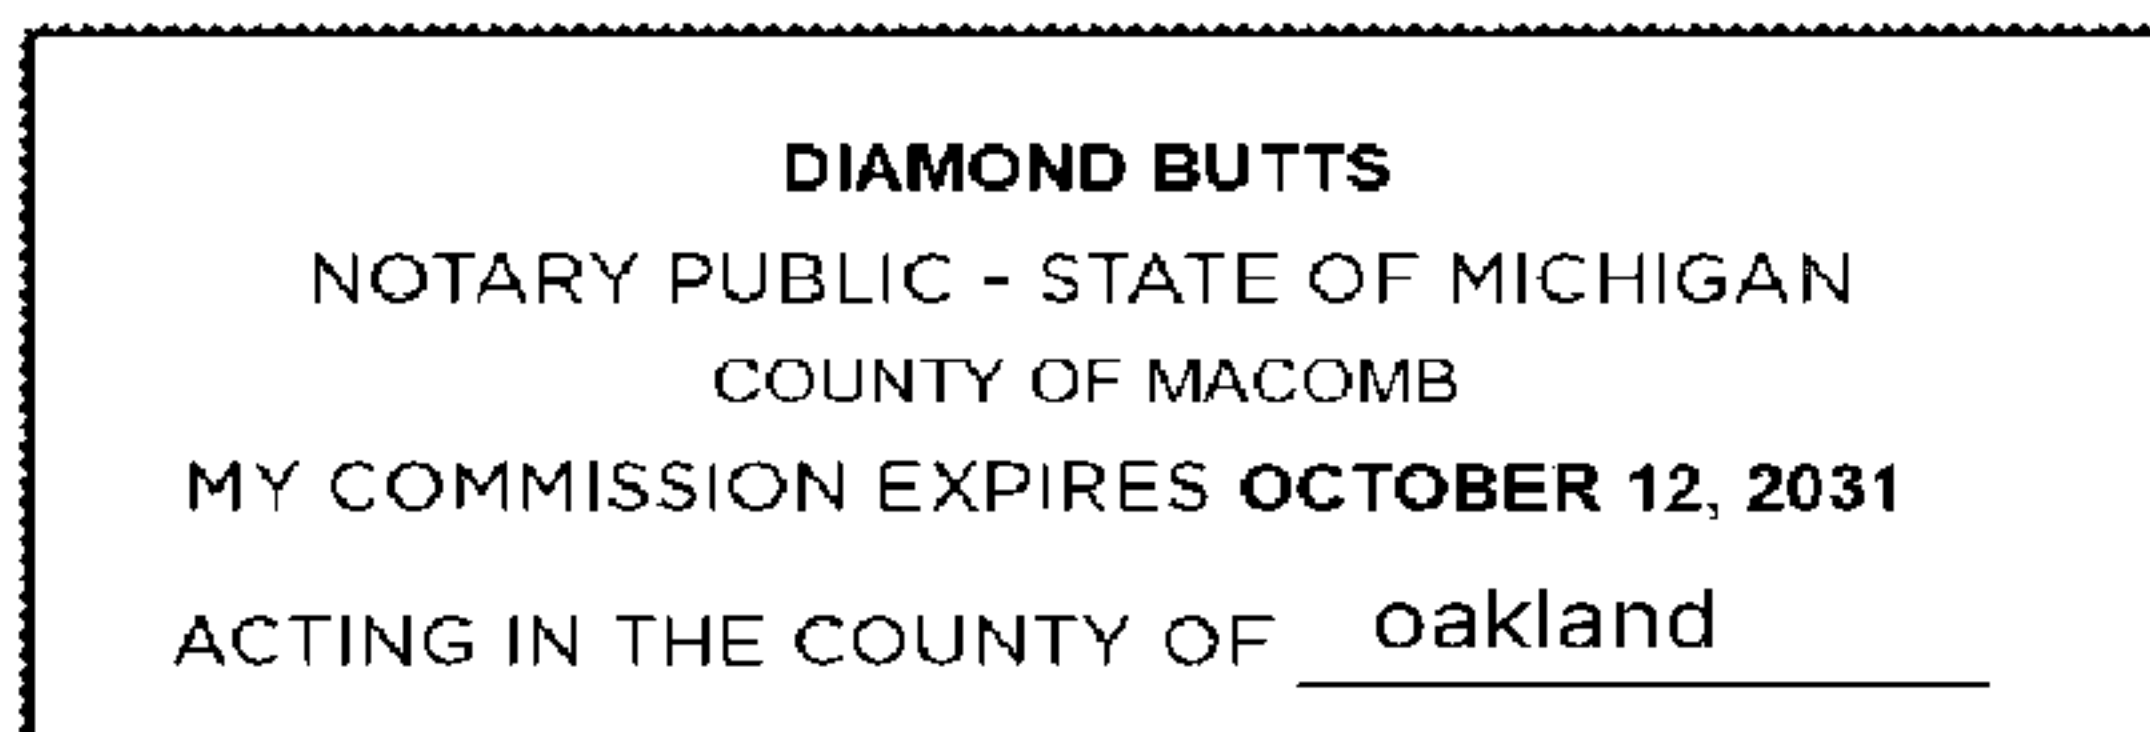 DIAMOND BUTTS
NOTARY PUBLIC - STATE OF MICHIGAN
COUNTY OF MACOMB
MY COMMISSION EXPIRES OCTOBER 12, 2031
ACTING IN THE COUNTY OF oakland